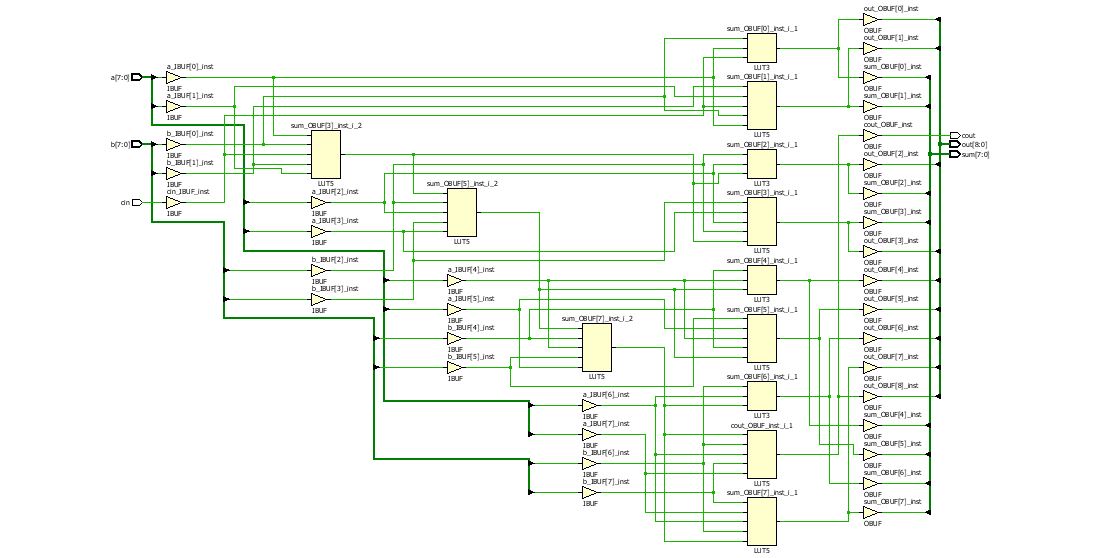 out_OBUF[0]_inst
OBUF
sum_OBUF[0]_inst_i_1
LUT3
out_OBUF[1]_inst
OBUF
a[7:0]
a_IBUF[0]_inst
IBUF
sum_OBUF[1]_inst_i_1
LUT5
sum_OBUF[0]_inst
OBUF
a_IBUF[1]_inst
IBUF
sum_OBUF[1]_inst
OBUF
b[7:0]
b_IBUF[0]_inst
IBUF
sum_OBUF[3]_inst_i_2
LUT5
cout_OBUF_inst
OBUF
cout
out[8:0]
sum[7:0]
b_IBUF[1]_inst
IBUF
sum_OBUF[2]_inst_i_1
LUT3
out_OBUF[2]_inst
OBUF
cin
cin_IBUF_inst
IBUF
a_IBUF[2]_inst
IBUF
sum_OBUF[5]_inst_i_2
LUT5
sum_OBUF[3]_inst_i_1
LUT5
sum_OBUF[2]_inst
OBUF
a_IBUF[3]_inst
IBUF
sum_OBUF[3]_inst
OBUF
out_OBUF[3]_inst
OBUF
b_IBUF[2]_inst
IBUF
a_IBUF[4]_inst
IBUF
sum_OBUF[4]_inst_i_1
LUT3
out_OBUF[4]_inst
OBUF
b_IBUF[3]_inst
IBUF
a_IBUF[5]_inst
IBUF
sum_OBUF[5]_inst_i_1
LUT5
out_OBUF[5]_inst
OBUF
b_IBUF[4]_inst
IBUF
sum_OBUF[7]_inst_i_2
LUT5
out_OBUF[6]_inst
OBUF
b_IBUF[5]_inst
IBUF
out_OBUF[7]_inst
OBUF
a_IBUF[6]_inst
IBUF
sum_OBUF[6]_inst_i_1
LUT3
out_OBUF[8]_inst
OBUF
a_IBUF[7]_inst
IBUF
cout_OBUF_inst_i_1
LUT5
sum_OBUF[4]_inst
OBUF
b_IBUF[6]_inst
IBUF
sum_OBUF[5]_inst
OBUF
b_IBUF[7]_inst
IBUF
sum_OBUF[7]_inst_i_1
LUT5
sum_OBUF[6]_inst
OBUF
sum_OBUF[7]_inst
OBUF